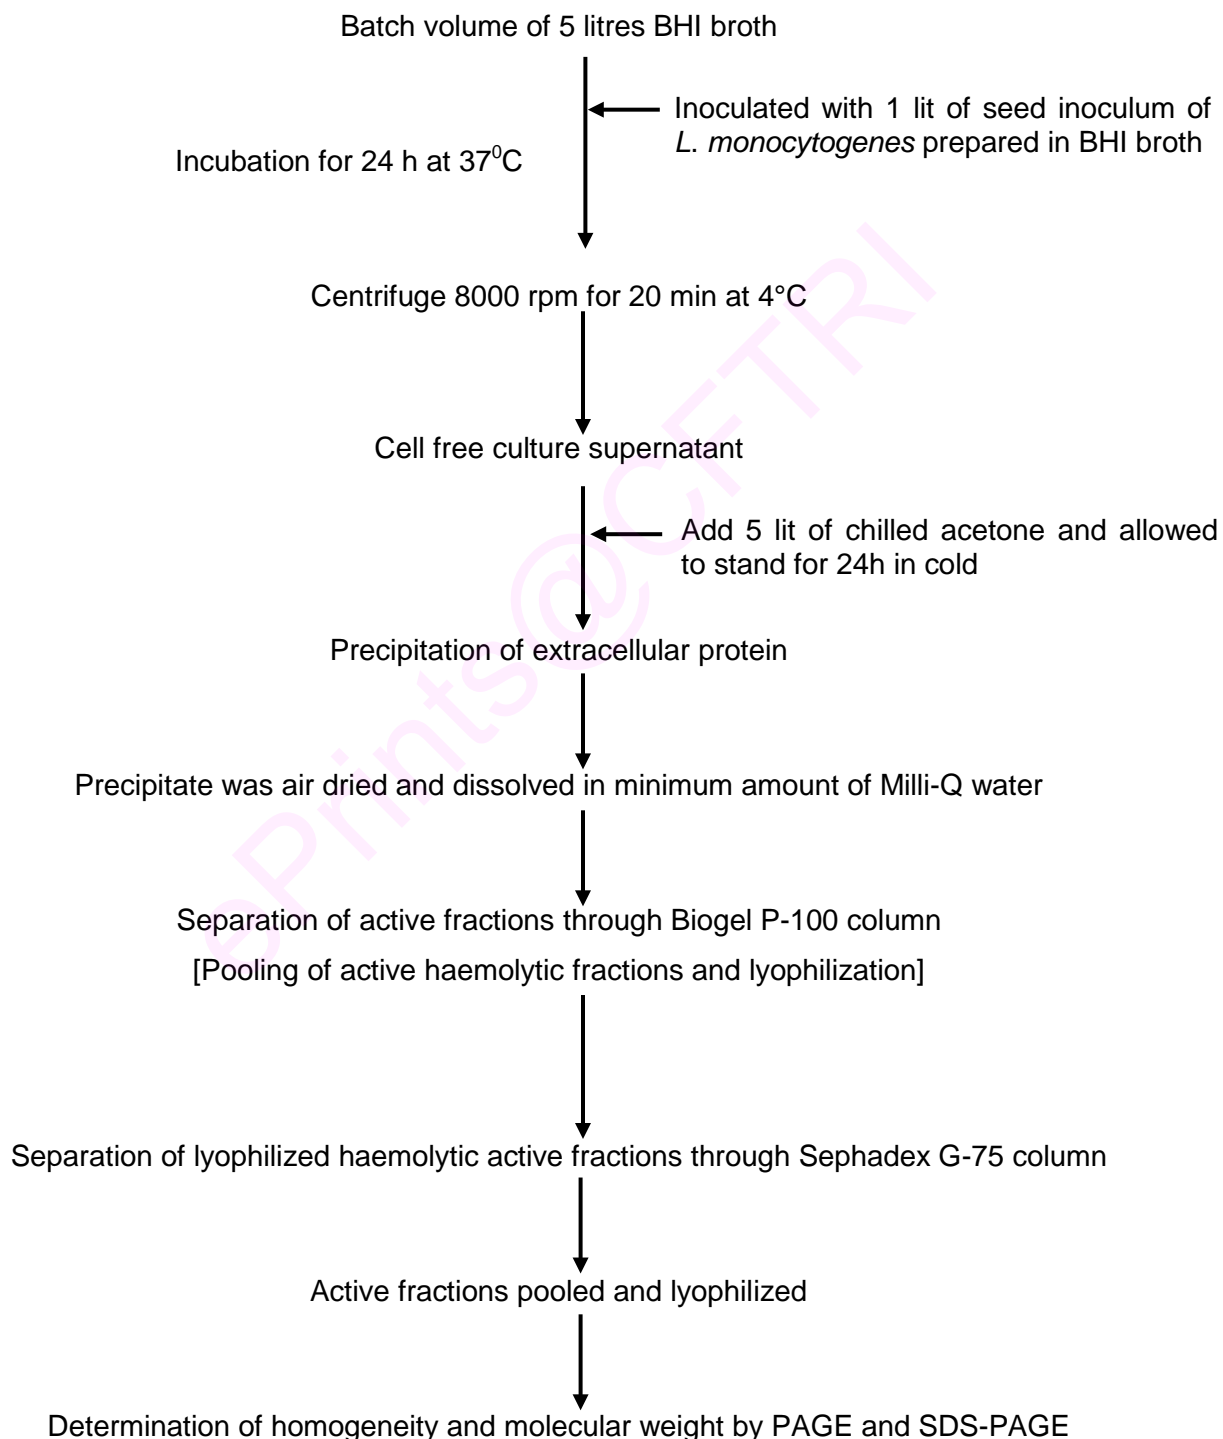 Batch volume of 5 litres BHI broth
Inoculated with 1 lit of seed inoculum of
L. monocytogenes prepared in BHI broth
Incubation for 24 h at 37⁰C
Centrifuge 8000 rpm for 20 min at 4°C
Cell free culture supernatant
Add 5 lit of chilled acetone and allowed
to stand for 24h in cold
Precipitation of extracellular protein
Precipitate was air dried and dissolved in minimum amount of Milli-Q water
Separation of active fractions through Biogel P-100 column
[Pooling of active haemolytic fractions and lyophilization]
Separation of lyophilized haemolytic active fractions through Sephadex G-75 column
Active fractions pooled and lyophilized
Determination of homogeneity and molecular weight by PAGE and SDS-PAGE
ePrints@CFTRI